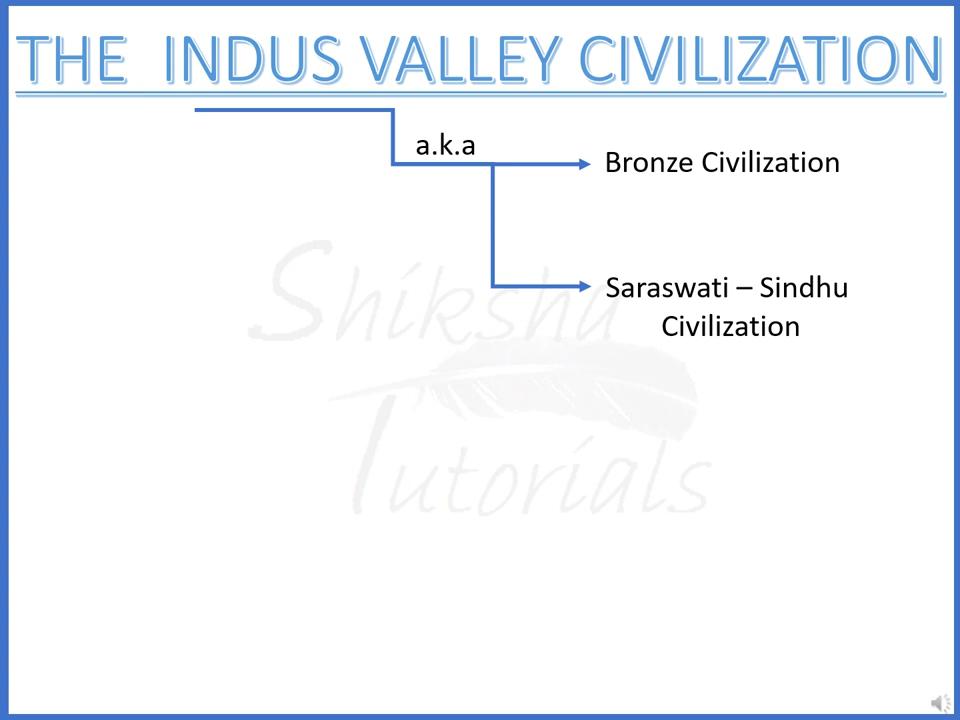 THE INDUS VALLEY CIVILIZATION
a.k.a
Bronze Civilization
Saraswati – Sindhu
Civilization
Shiksha
Tutorials